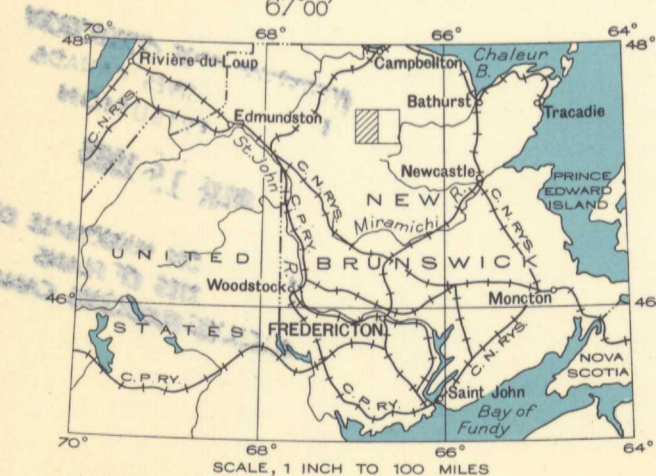 67°00'
70° 68° 66° 64°
48° 48°
Rivière-du-Loup
Campbellton
Chaleur
B.
Bathurst
Tracadie
C.N.RYS.
Edmundston
St. John
R.
Newcastle
PRINCE
EDWARD
ISLAND
C.N.RYS.
C.P.RY.
NEW
Miramichi R.
C.N.RYS.
UNITED
BRUNSWICK
Woodstock
Moncton
46° 46°
STATES
FREDERICTON
C.N.RYS.
NOVA
SCOTIA
C.P.RY.
C.P.RY.
Saint John
Bay of
Fundy
70° 68° 66° 64°
SCALE, 1 INCH TO 100 MILES